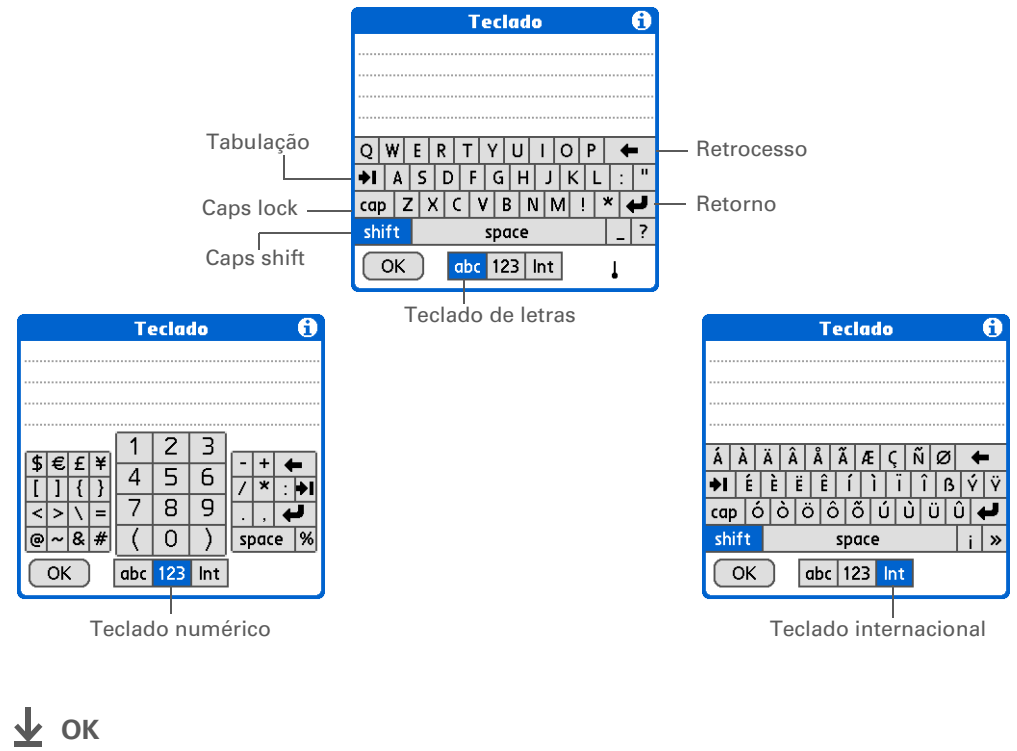 Teclado
Tabulação
Q W E R T Y U I O P
Retrocesso
A S D F G H J K L : "
Caps lock
cap Z X C V B N M ! *
Retorno
shift space _ ?
Caps shift
OK abc 123 Int
Teclado de letras
Teclado
1 2 3
$ € £ ¥ - +
4 5 6
[ ] { } / * :
7 8 9
< > \ = . ,
@ ~ & # ( 0 ) space %
OK abc 123 Int
Teclado numérico
Teclado
Á À Ä Â Å Ã Æ Ç Ñ Ø
É È Ë Ê Í Ì Ï Î ß Ý Ÿ
cap Ó Ò Ö Ô Õ Ú Ù Ü Û
shift space ¡ »
OK abc 123 Int
Teclado internacional
OK